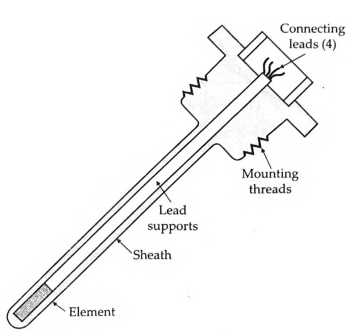 Connecting
leads (4)
Mounting
threads
Lead
supports
Sheath
Element